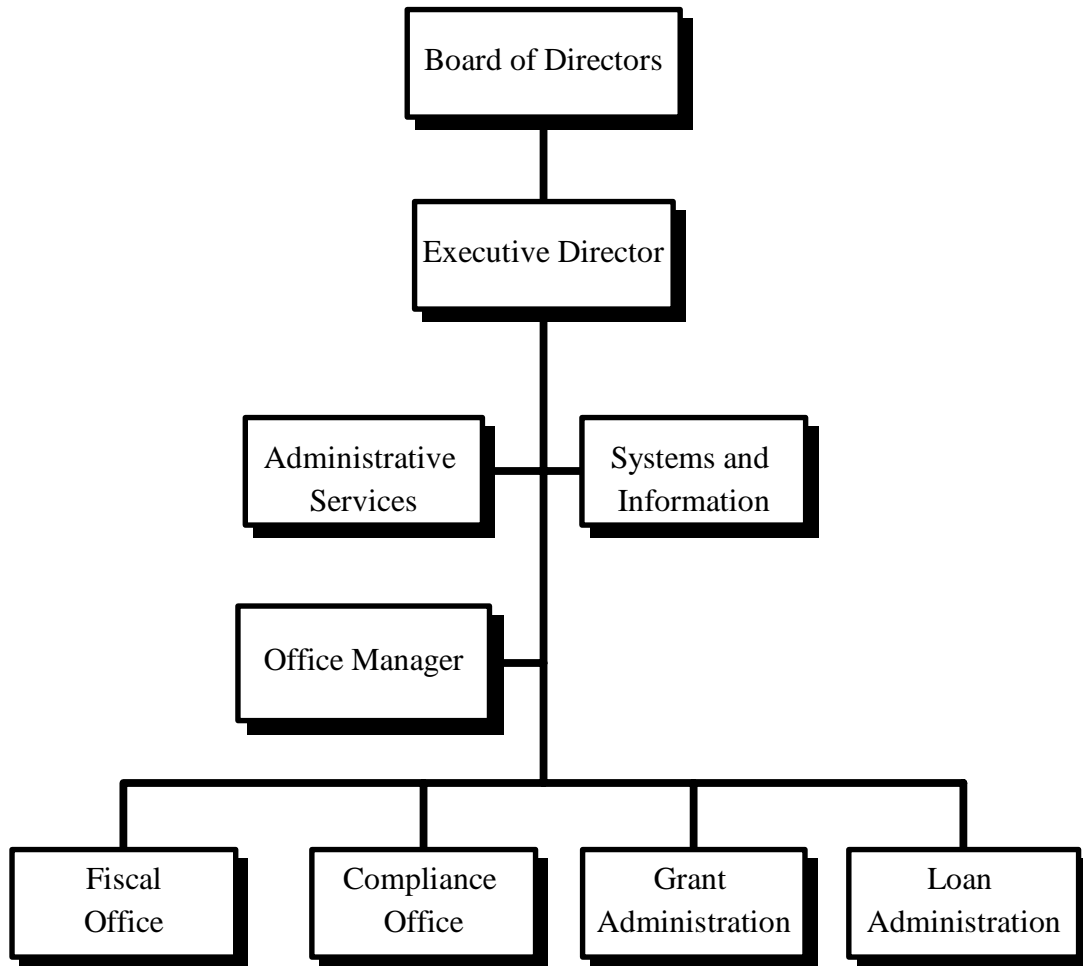 Board of Directors
Executive Director
Administrative
Services
Systems and
Information
Office Manager
Fiscal
Office
Compliance
Office
Grant
Administration
Loan
Administration